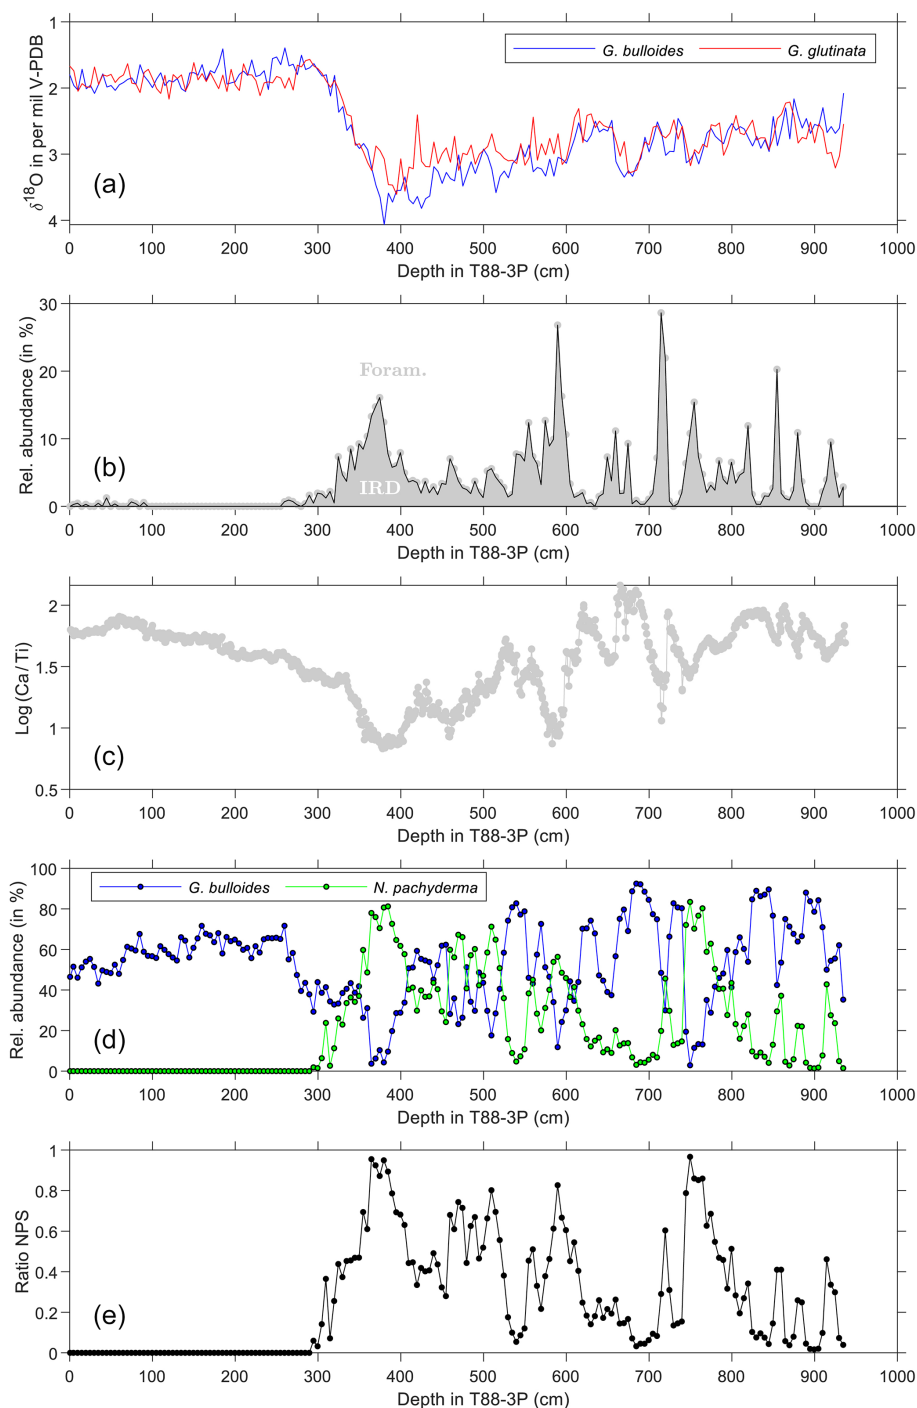 1
2
3
4
δ18O in per mil V-PDB
G. bulloides G. glutinata
(a)
0 100 200 300 400 500 600 700 800 900 1000
Depth in T88-3P (cm)
30
20
10
0
Rel. abundance (in %)
Foram.
IRD
(b)
0 100 200 300 400 500 600 700 800 900 1000
Depth in T88-3P (cm)
2
1.5
1
0.5
Log (Ca/Ti)
(c)
0 100 200 300 400 500 600 700 800 900 1000
Depth in T88-3P (cm)
100
80
60
40
20
0
Rel. abundance (in %)
G. bulloides N. pachyderma
(d)
0 100 200 300 400 500 600 700 800 900 1000
Depth in T88-3P (cm)
1
0.8
0.6
0.4
0.2
0
Ratio NPS
(e)
0 100 200 300 400 500 600 700 800 900 1000
Depth in T88-3P (cm)